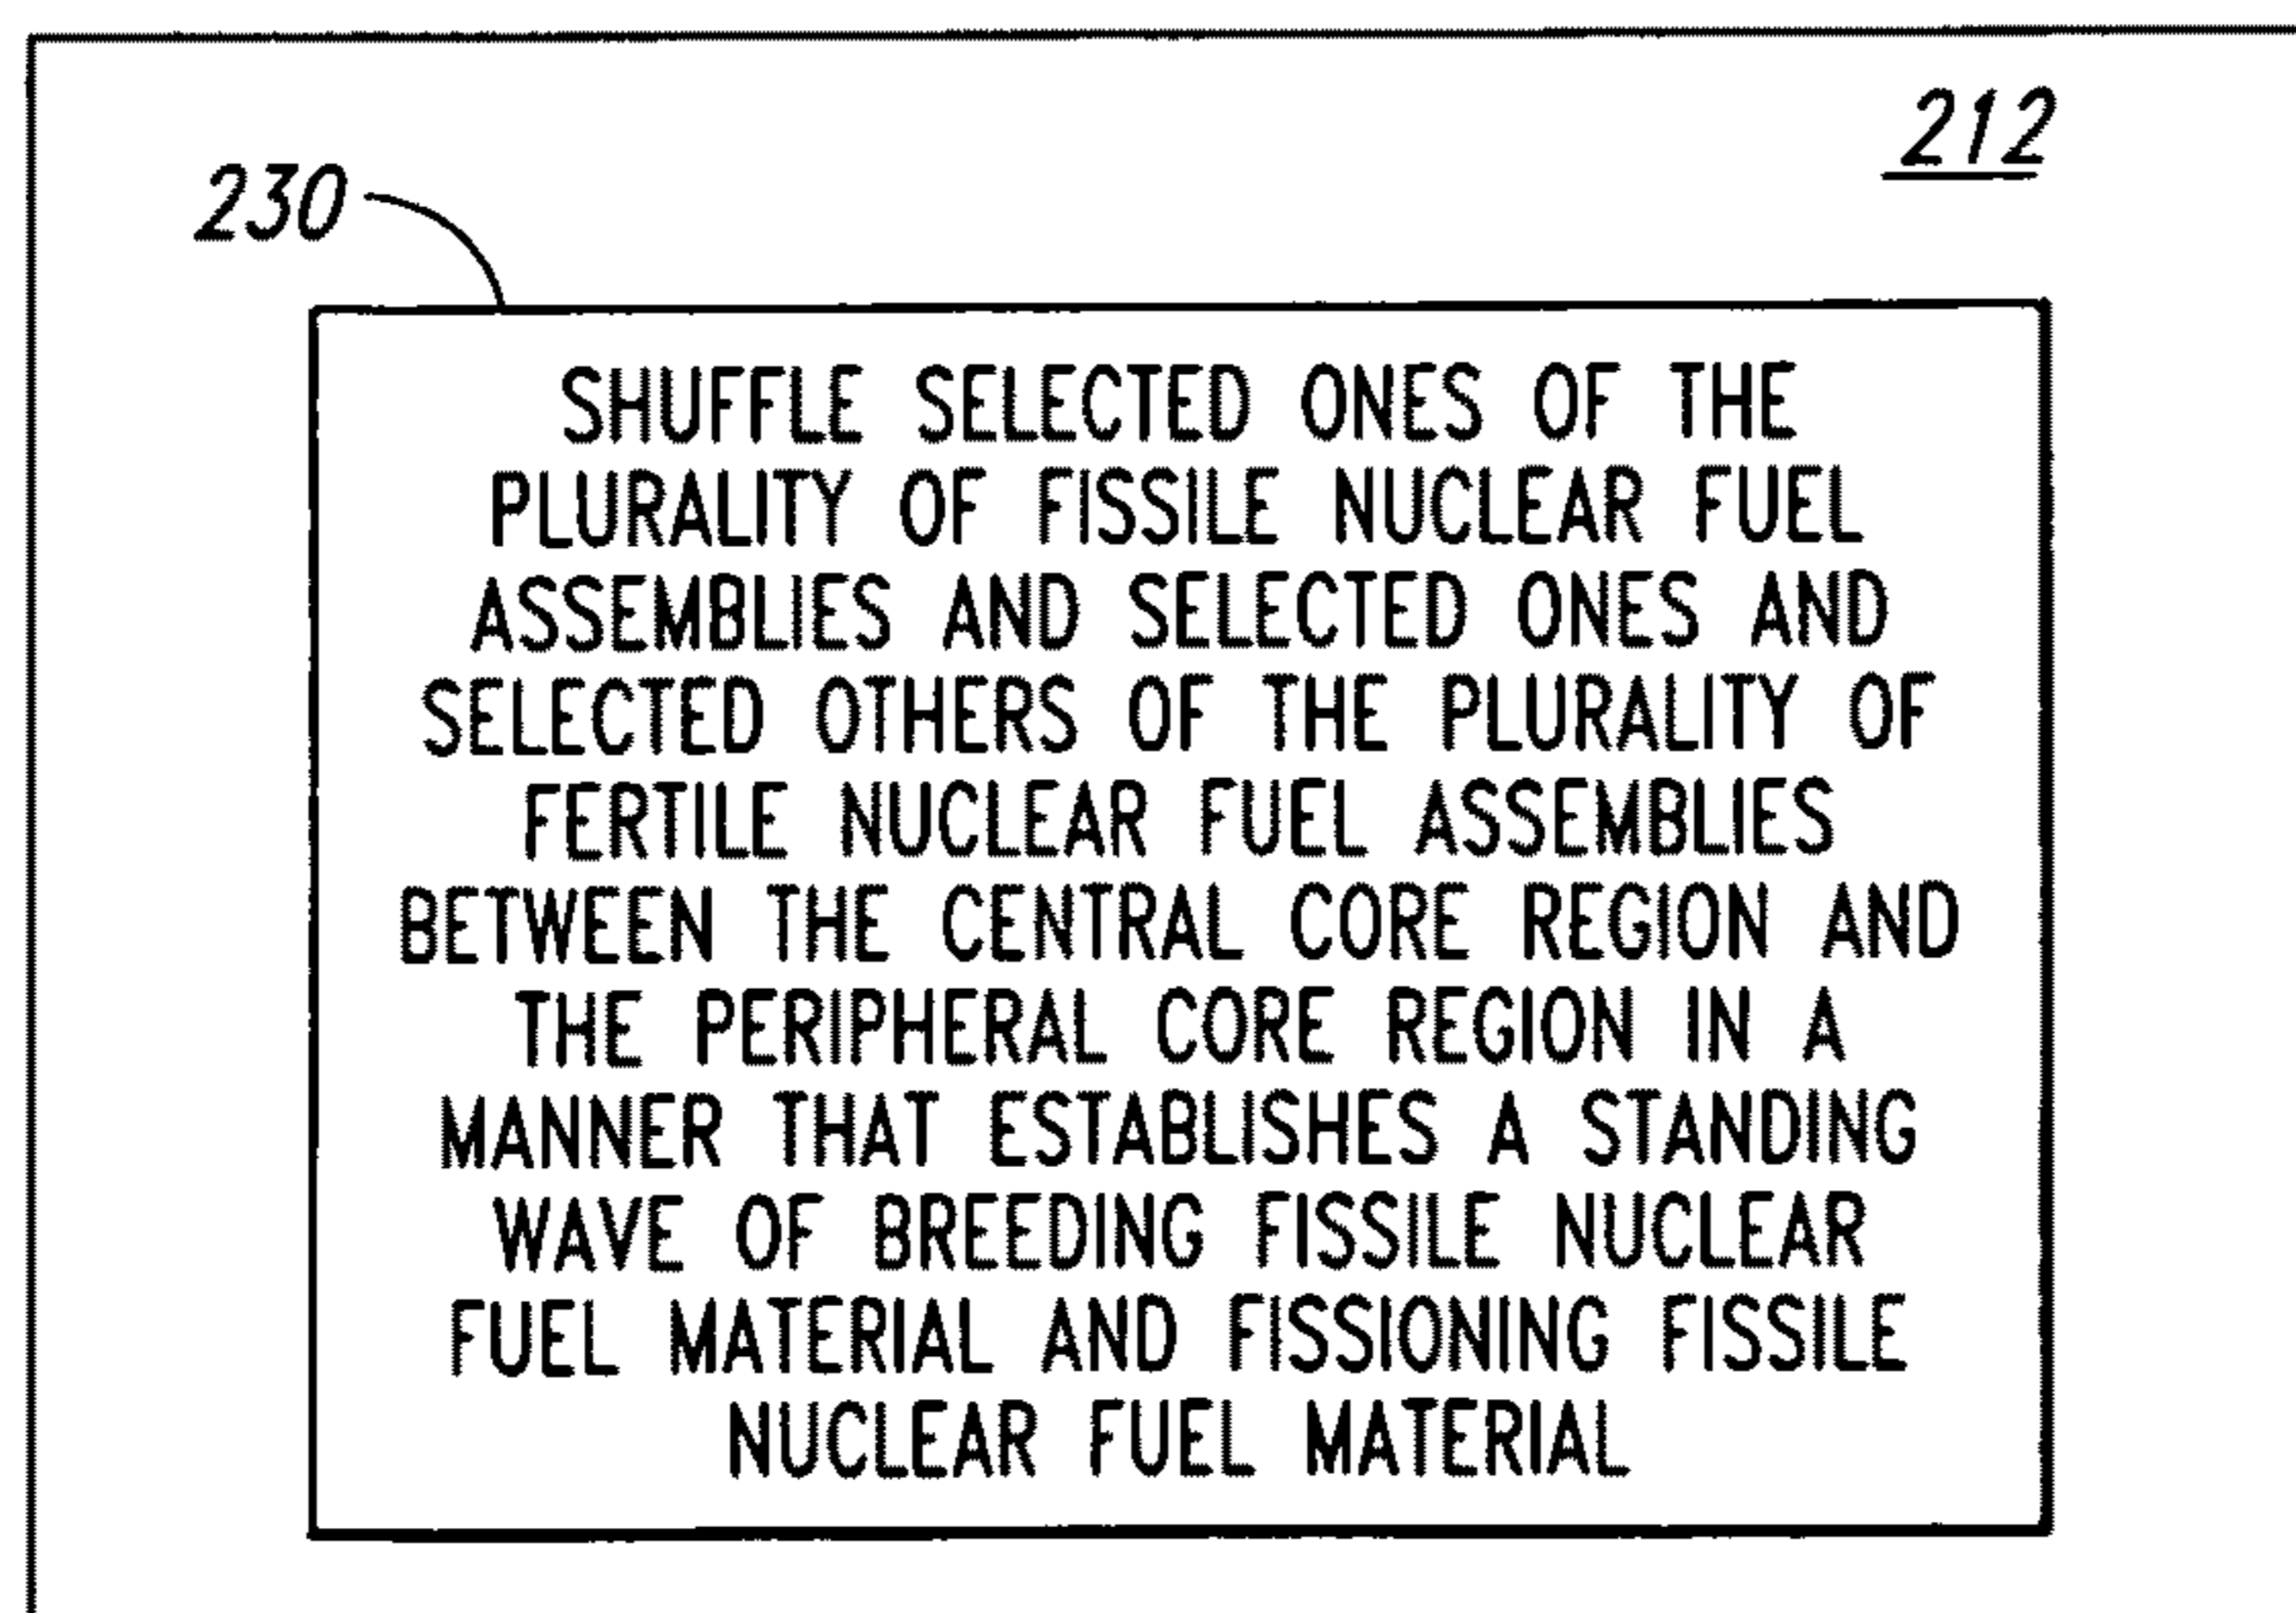 212
230
SHUFFLE SELECTED ONES OF THE
PLURALITY OF FISSILE NUCLEAR FUEL
ASSEMBLIES AND SELECTED ONES AND
SELECTED OTHERS OF THE PLURALITY OF
FERTILE NUCLEAR FUEL ASSEMBLIES
BETWEEN THE CENTRAL CORE REGION AND
THE PERIPHERAL CORE REGION IN A
MANNER THAT ESTABLISHES A STANDING
WAVE OF BREEDING FISSILE NUCLEAR
FUEL MATERIAL AND FISSIONING FISSILE
NUCLEAR FUEL MATERIAL